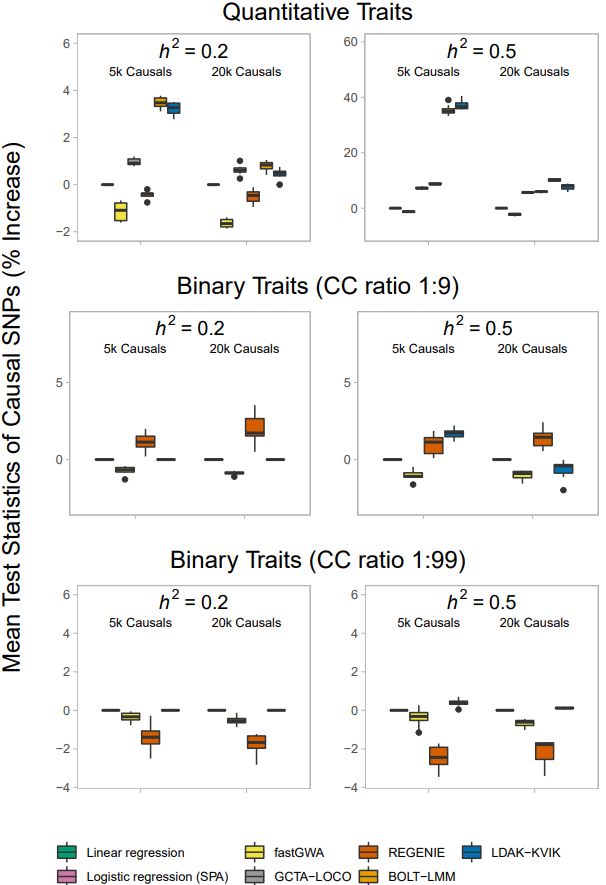 Quantitative Traits
Mean Test Statistics of Causal SNPs (% Increase)
h² = 0.2
5k Causals 20k Causals
6
4
2
0
−2
h² = 0.5
5k Causals 20k Causals
60
40
20
0
Binary Traits (CC ratio 1:9)
h² = 0.2
5k Causals 20k Causals
5
0
h² = 0.5
5k Causals 20k Causals
5
0
Binary Traits (CC ratio 1:99)
h² = 0.2
5k Causals 20k Causals
6
4
2
0
−2
−4
h² = 0.5
5k Causals 20k Causals
6
4
2
0
−2
−4
Linear regression fastGWA REGENIE LDAK−KVIK
Logistic regression (SPA) GCTA−LOCO BOLT−LMM